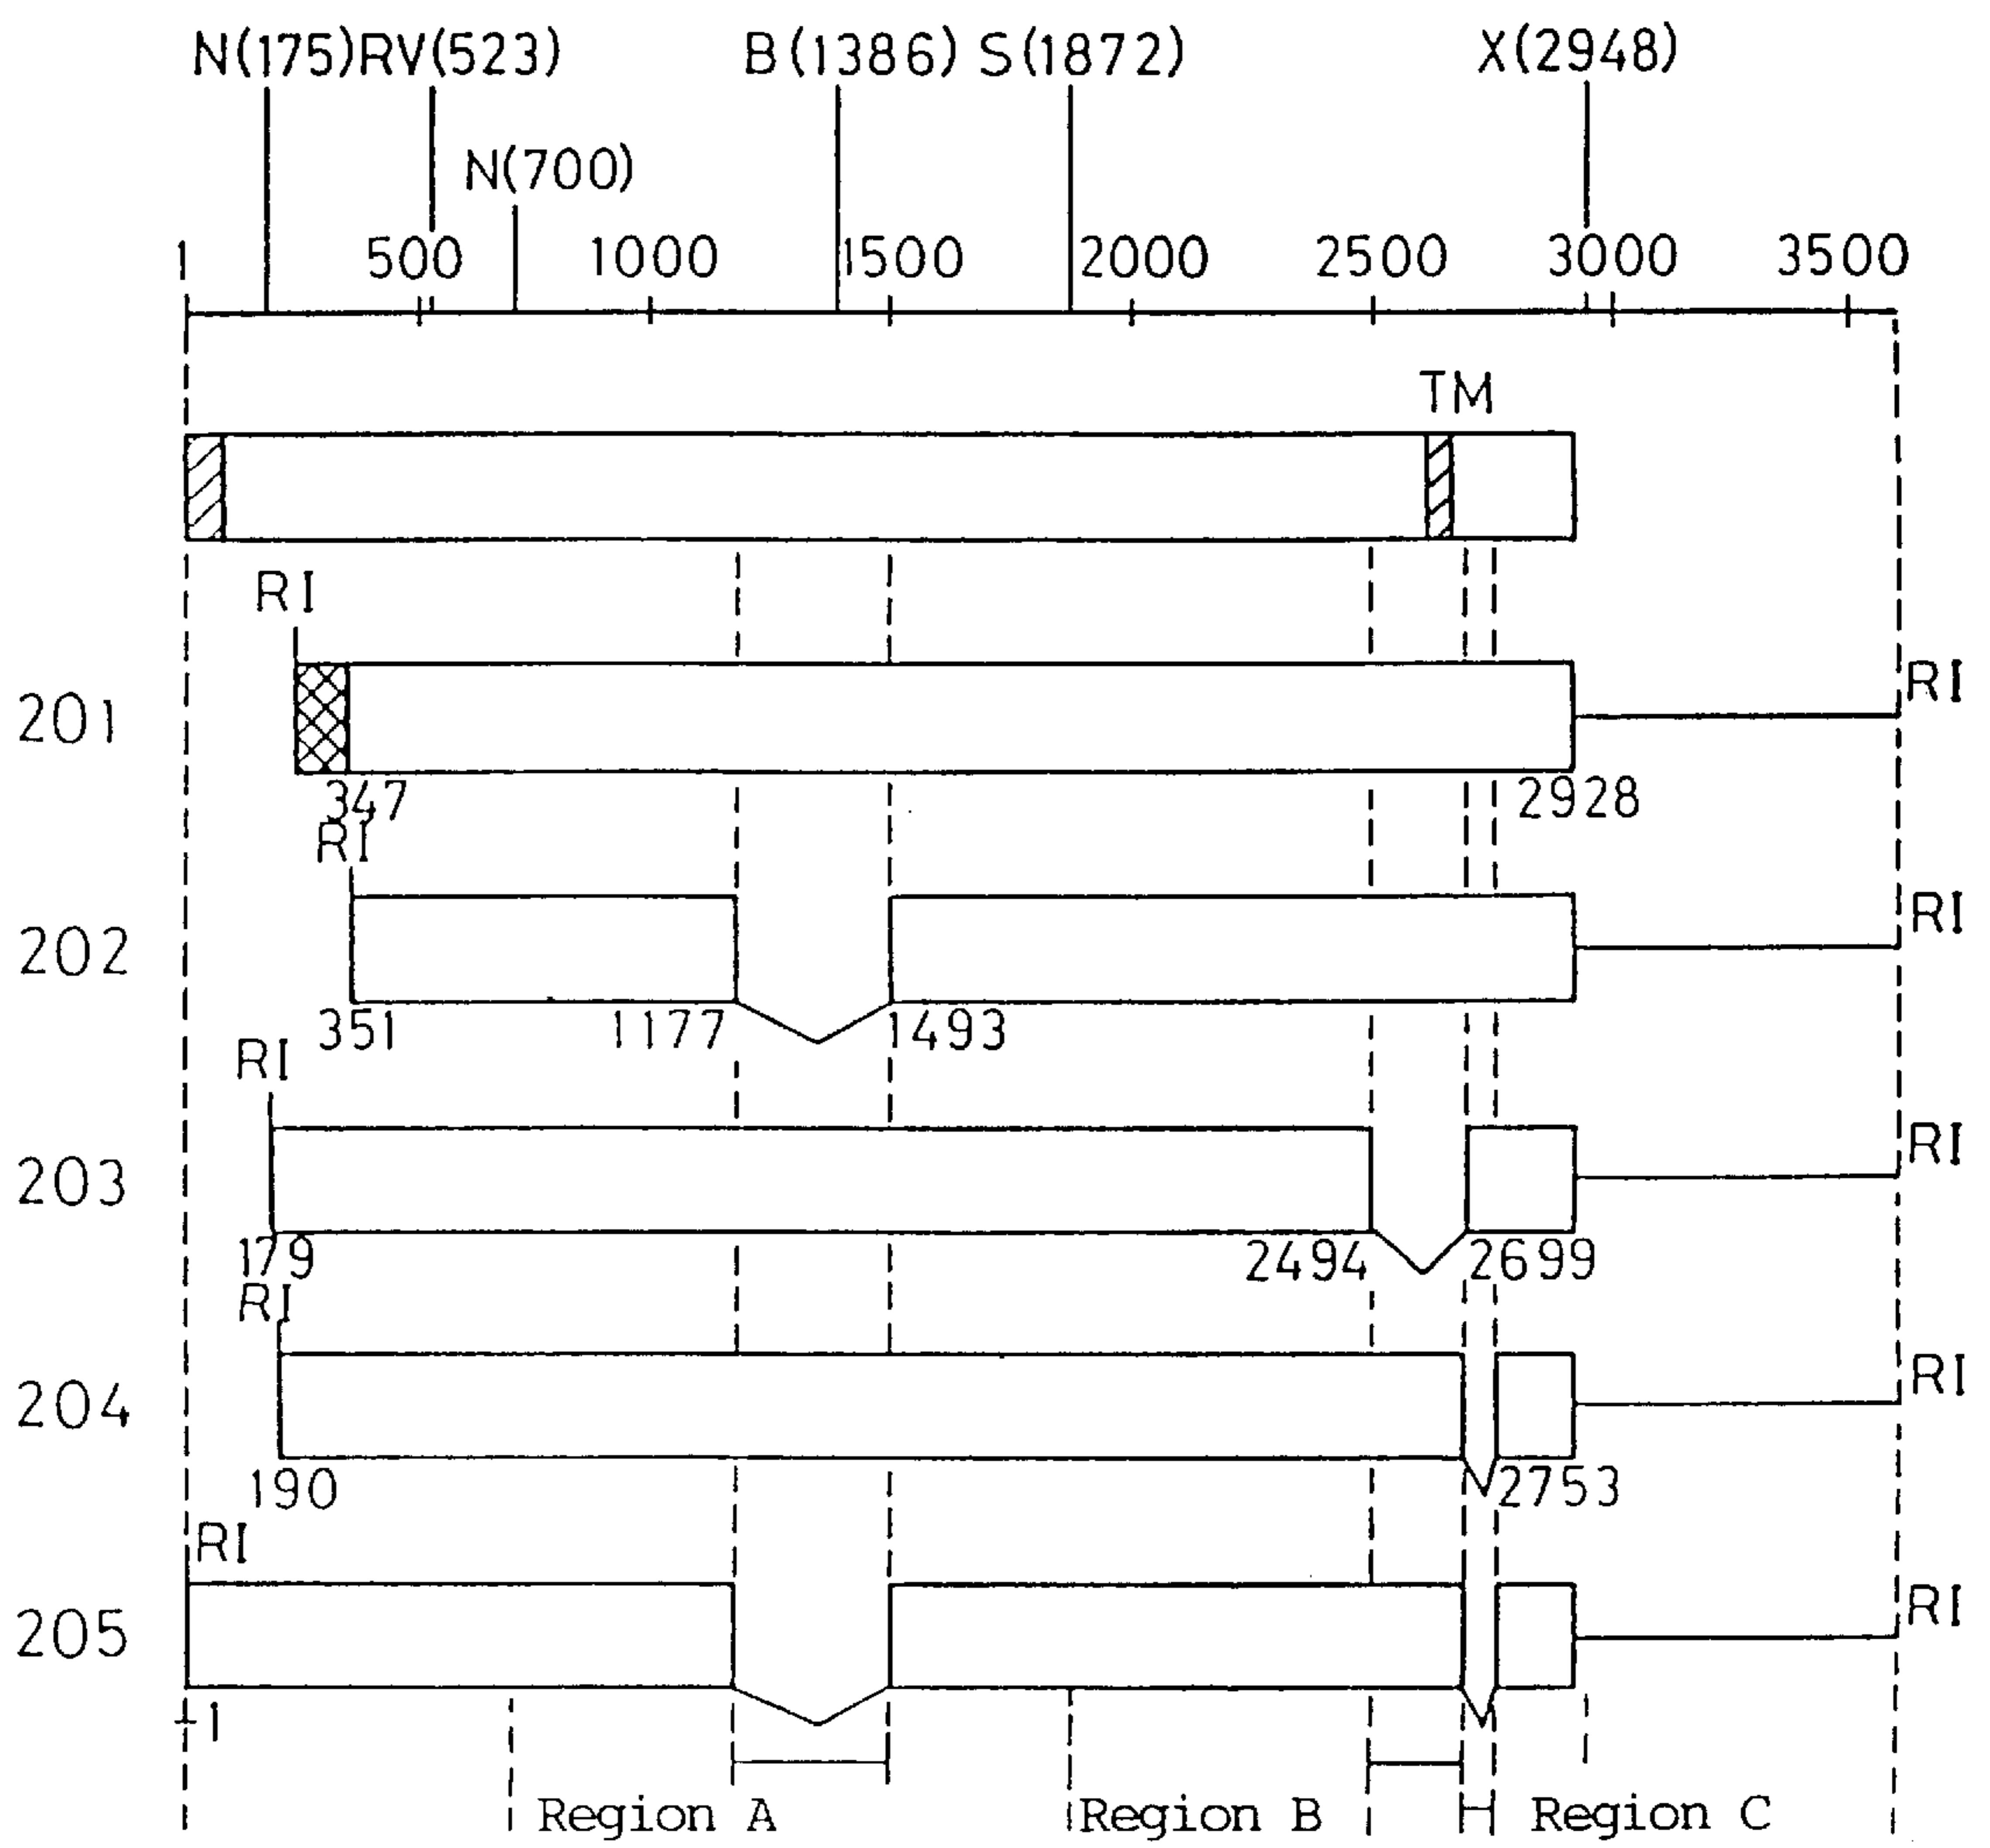 N(175) RV(523) B(1386) S(1872) X(2948)
N(700)
1 500 1000 1500 2000 2500 3000 3500
TM
RI
201 RI
347 2928
RI
202 RI
351 1177 1493
RI
203 RI
179 2494 2699
RI
204 RI
190 2753
RI
205 RI
-1
Region A Region B Region C